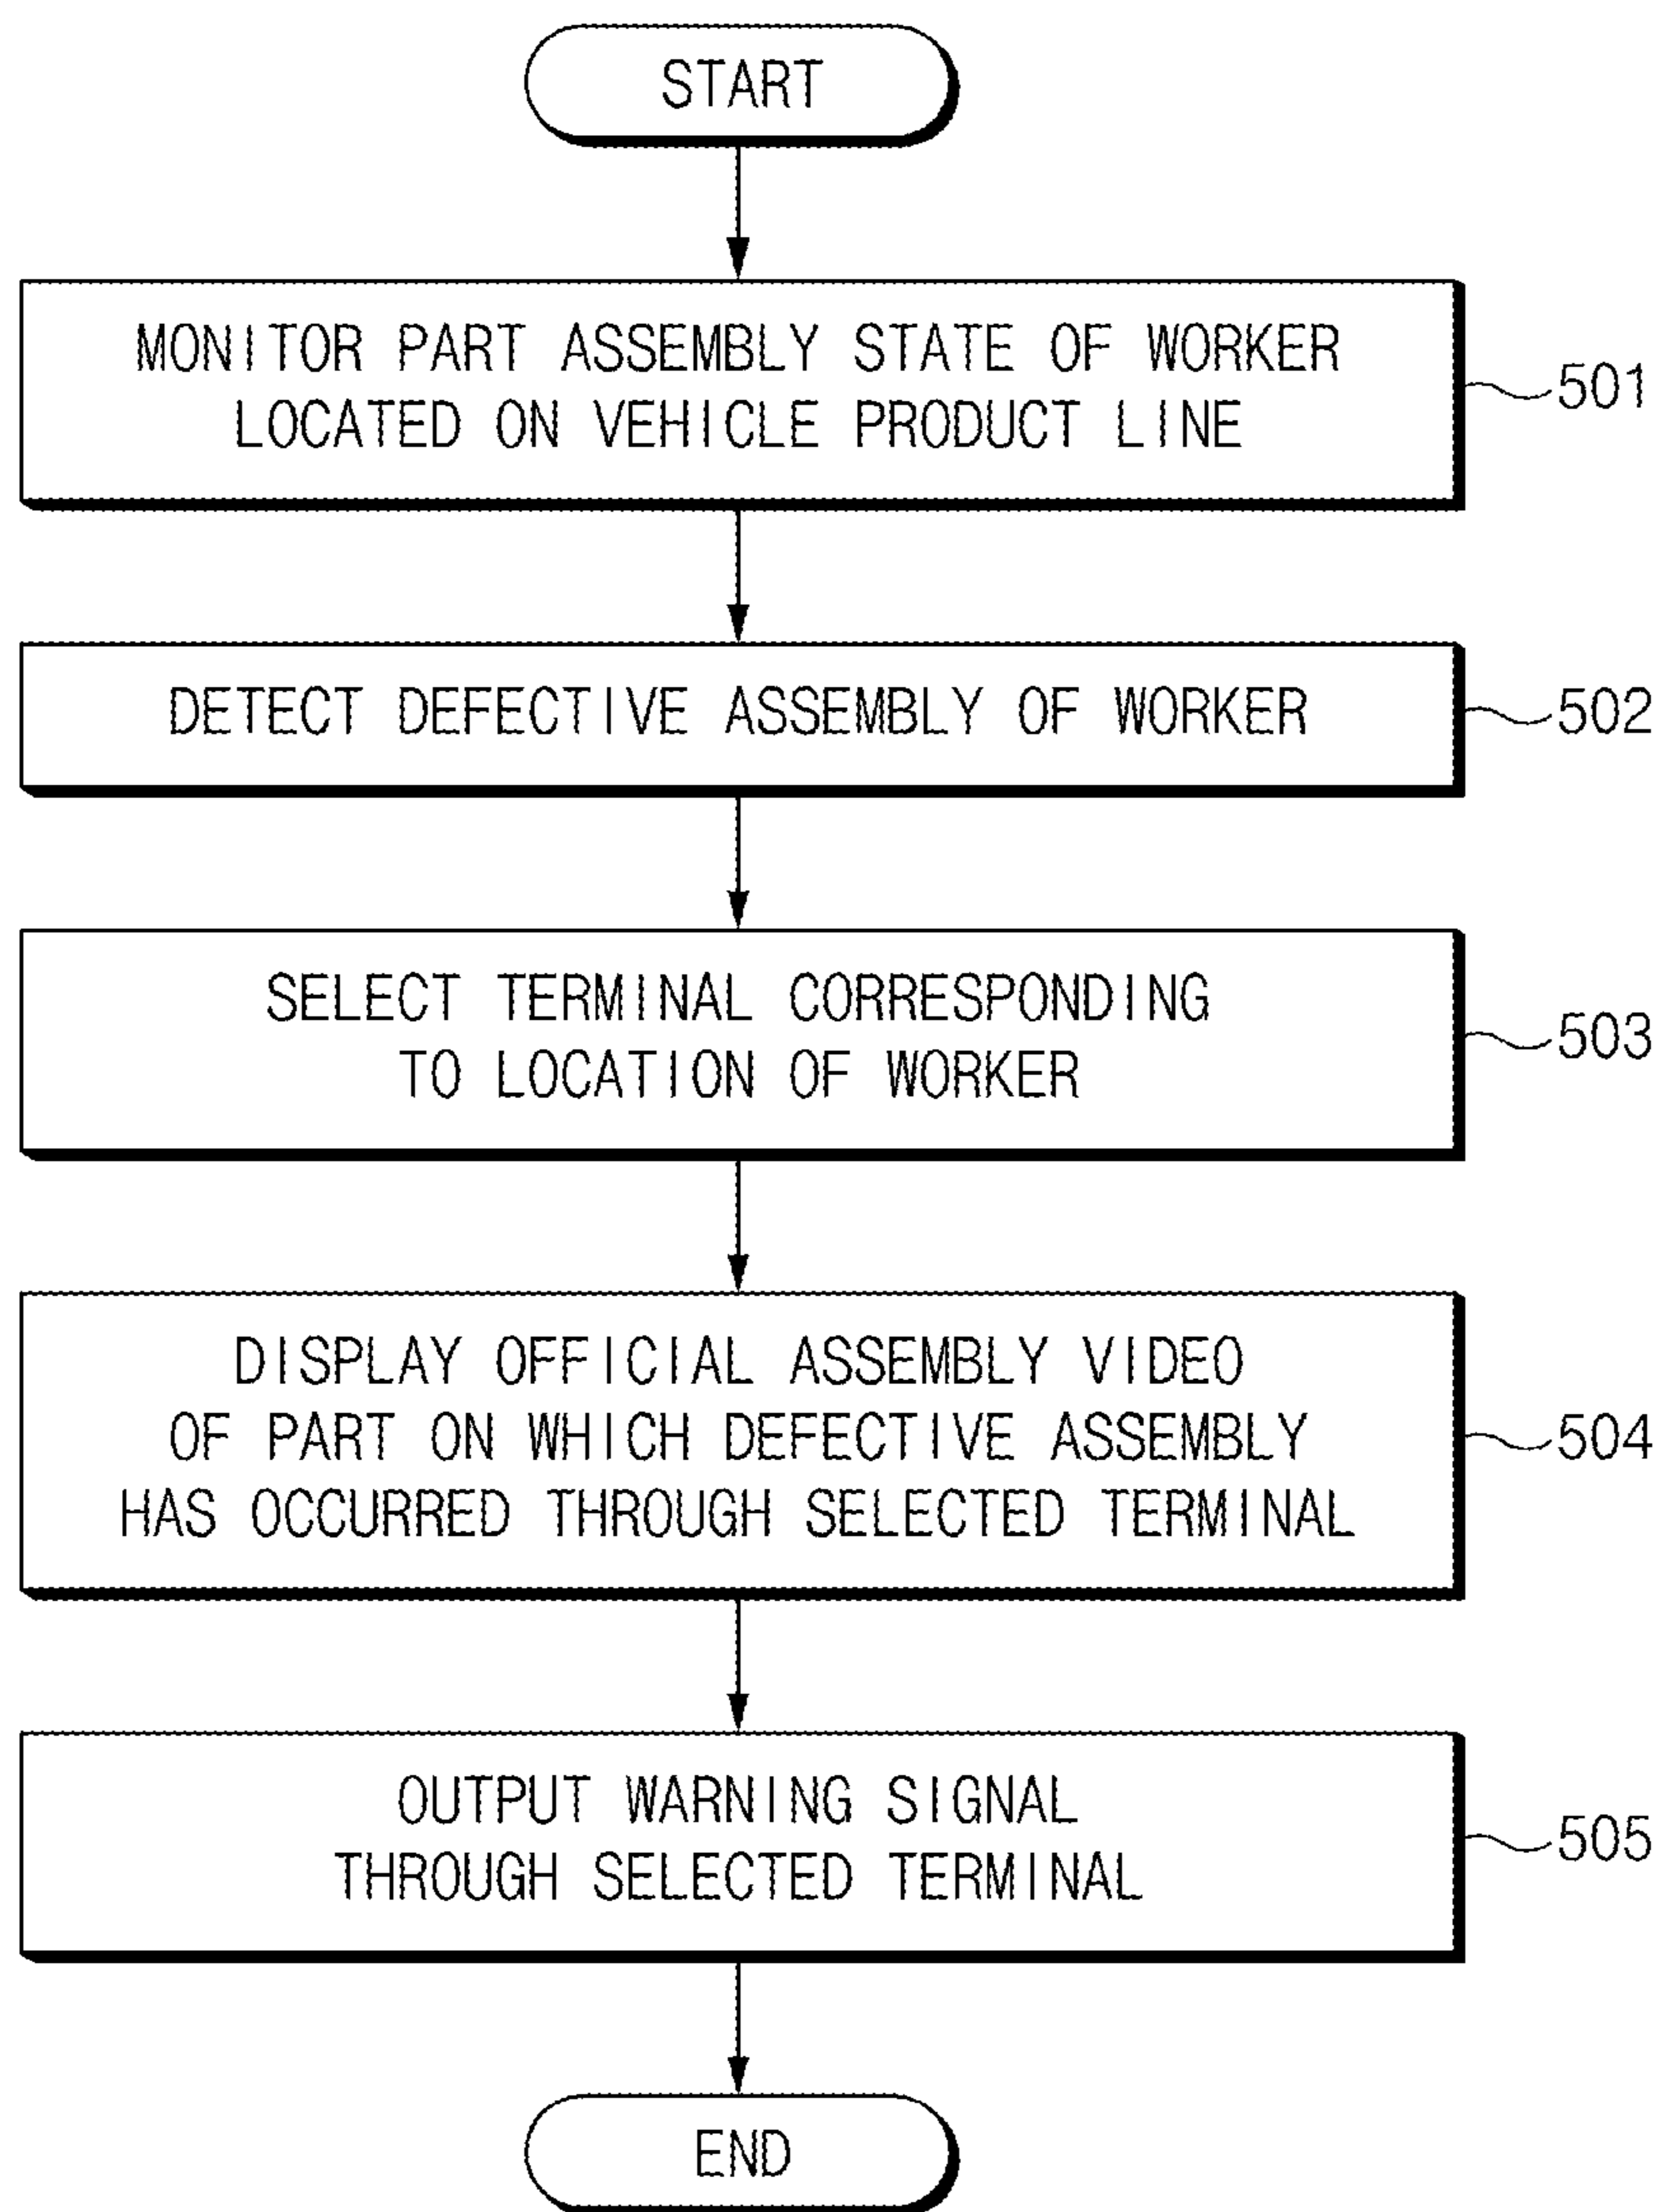 START
MONITOR PART ASSEMBLY STATE OF WORKER
LOCATED ON VEHICLE PRODUCT LINE
501
DETECT DEFECTIVE ASSEMBLY OF WORKER
502
SELECT TERMINAL CORRESPONDING
TO LOCATION OF WORKER
503
DISPLAY OFFICIAL ASSEMBLY VIDEO
OF PART ON WHICH DEFECTIVE ASSEMBLY
HAS OCCURRED THROUGH SELECTED TERMINAL
504
OUTPUT WARNING SIGNAL
THROUGH SELECTED TERMINAL
505
END